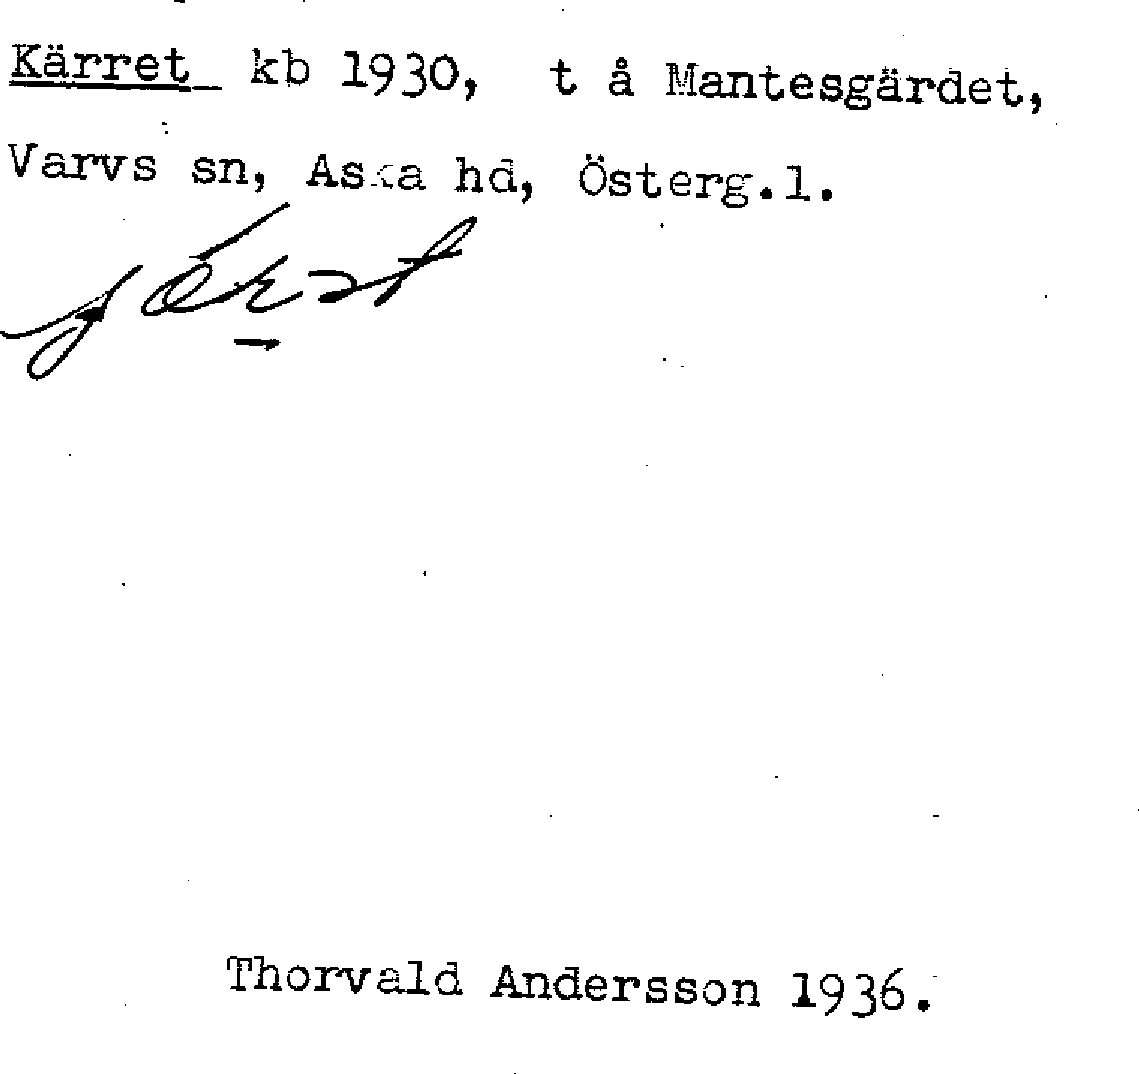 Kärret kb 1930, t å Mantesgärdet,
Varvs sn, Aska hd, Österg.l.
Thorvald Andersson 1936.